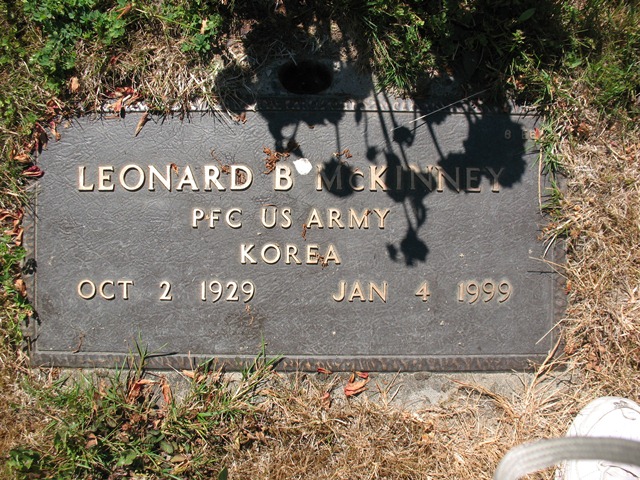 LEONARD B McKINNEY
PFC US ARMY
KOREA
OCT 2 1929 JAN 4 1999